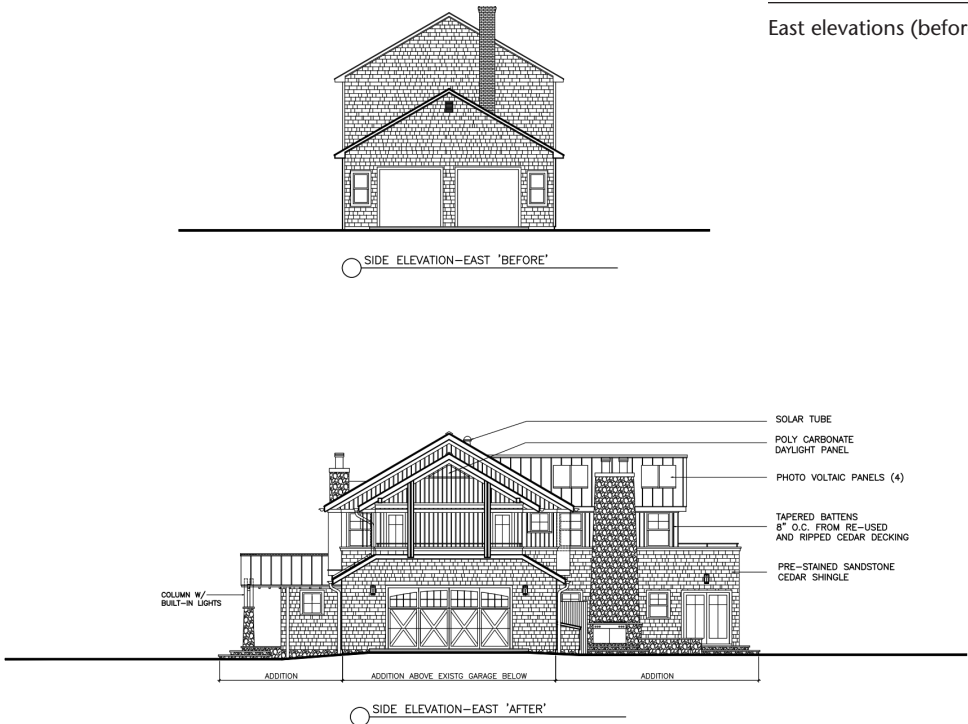 East elevations (befor
SIDE ELEVATION-EAST 'BEFORE'
SOLAR TUBE
POLY CARBONATE
DAYLIGHT PANEL
PHOTO VOLTAIC PANELS (4)
TAPERED BATTENS
8" O.C. FROM RE-USED
AND RIPPED CEDAR DECKING
PRE-STAINED SANDSTONE
CEDAR SHINGLE
COLUMN W/
BUILT-IN LIGHTS
ADDITION
ADDITION ABOVE EXISTG GARAGE BELOW
ADDITION
SIDE ELEVATION-EAST 'AFTER'